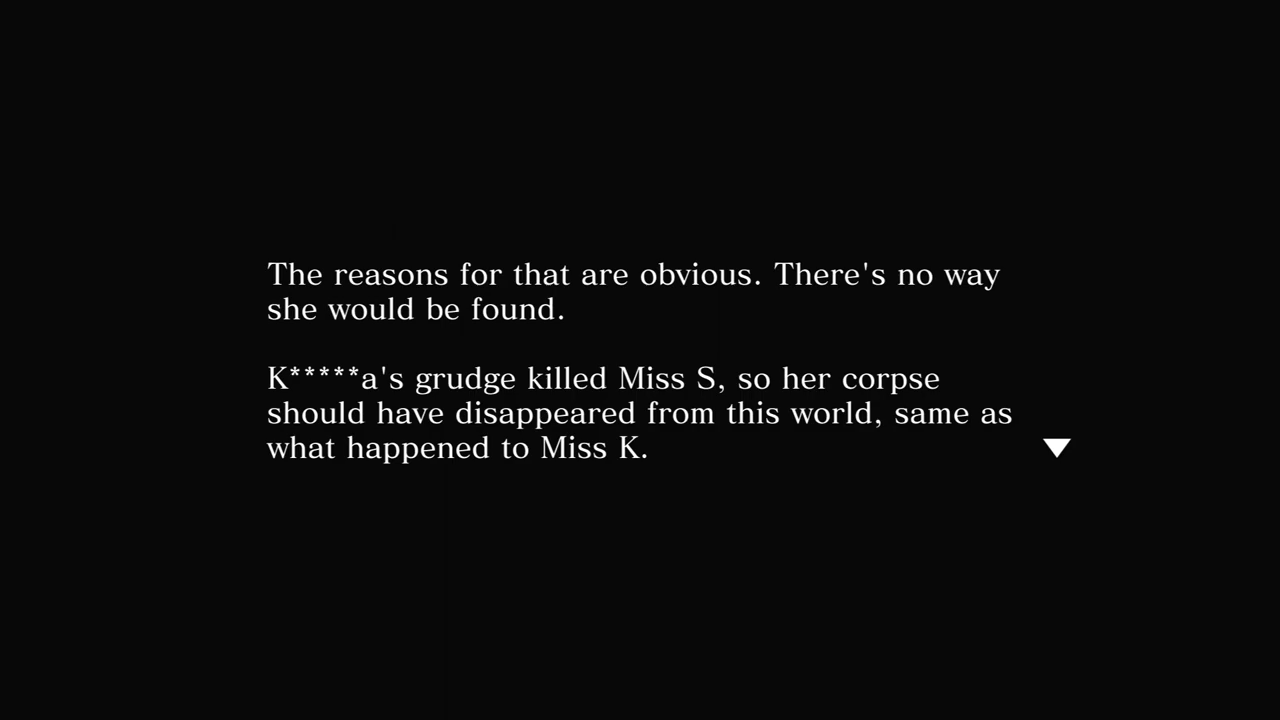 The reasons for that are obvious. There's no way
she would be found.
K*****a's grudge killed Miss S, so her corpse
should have disappeared from this world, same as
what happened to Miss K.